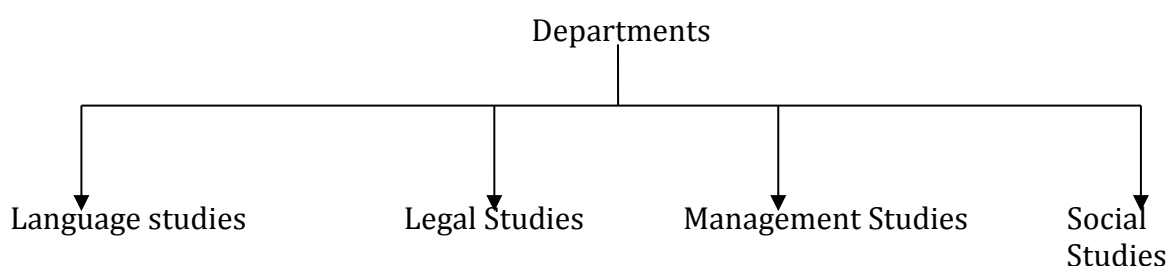 Departments
Language studies
Legal Studies
Management Studies
Social
Studies